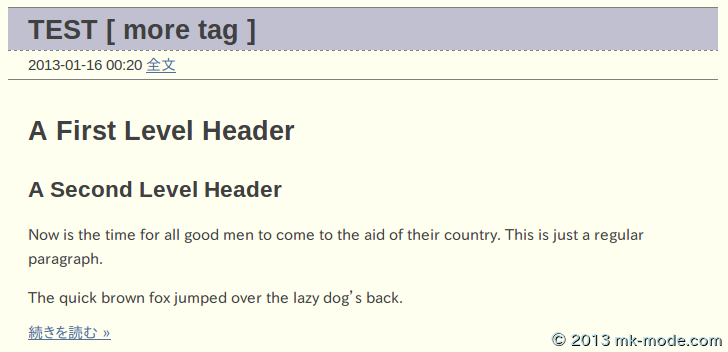 TEST [ more tag ]
2013-01-16 00:20 全文
A First Level Header
A Second Level Header
Now is the time for all good men to come to the aid of their country. This is just a regular
paragraph.
The quick brown fox jumped over the lazy dog’s back.
続きを読む »
© 2013 mk-mode.com